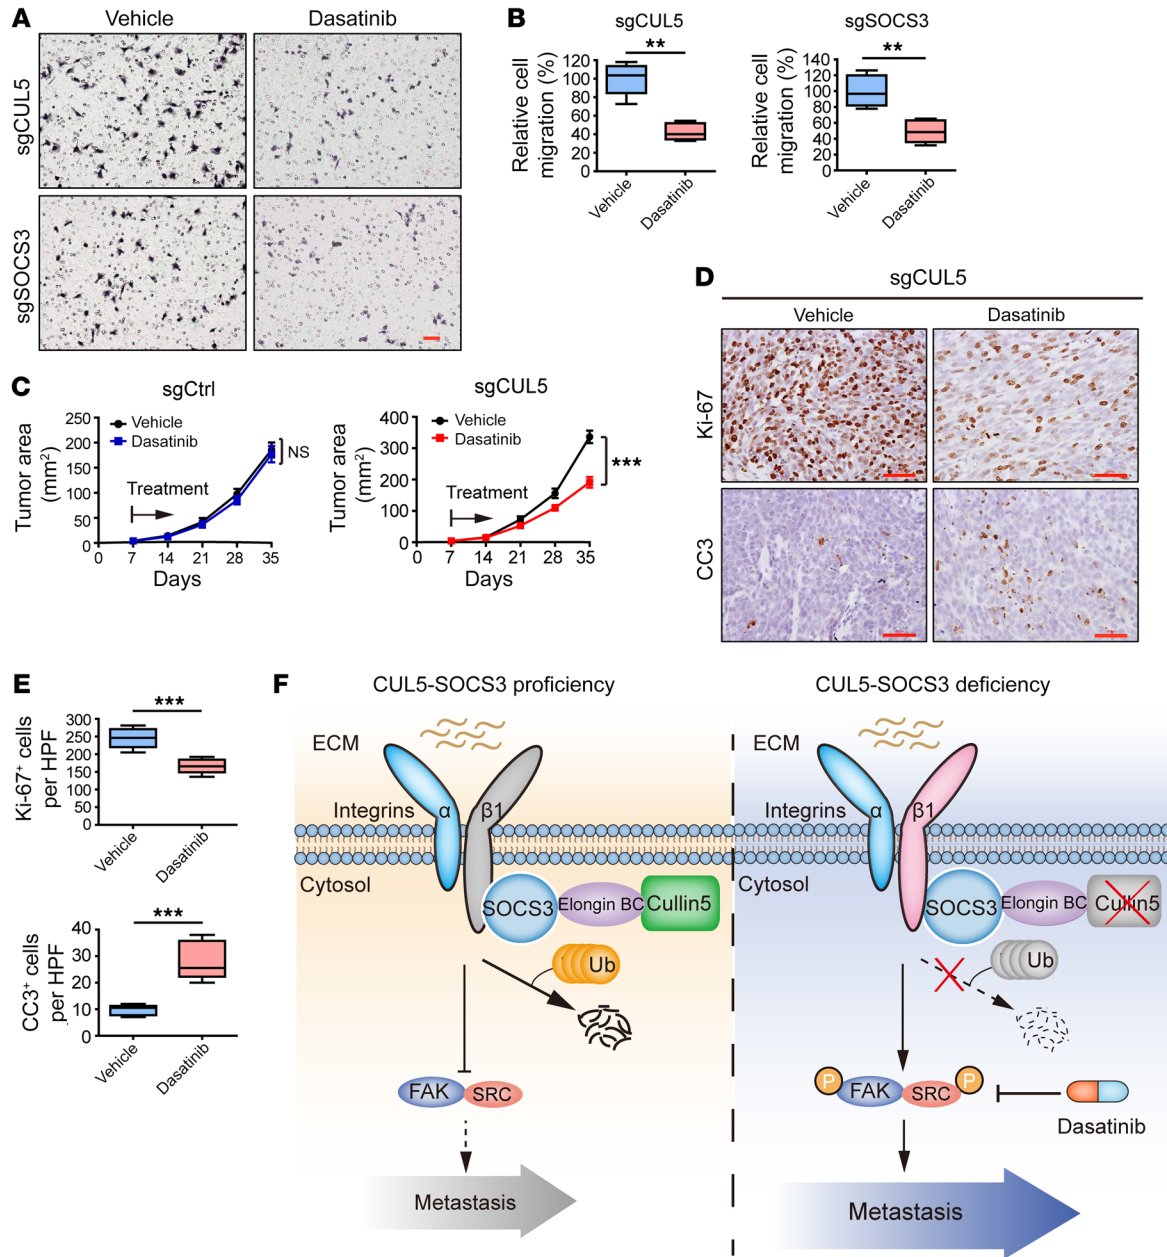 A
Vehicle
Dasatinib
sgCUL5
sgSOCS3
B
sgCUL5
Relative cell
migration (%)
120
100
80
60
40
20
0
**
Vehicle
Dasatinib
sgSOCS3
Relative cell
migration (%)
140
120
100
80
60
40
20
0
**
Vehicle
Dasatinib
C
sgCtrl
Tumor area
(mm²)
250
200
150
100
50
0
Vehicle
Dasatinib
NS
Treatment
0 7 14 21 28 35
Days
sgCUL5
Tumor area
(mm²)
400
300
200
100
0
Vehicle
Dasatinib
***
Treatment
0 7 14 21 28 35
Days
D
sgCUL5
Vehicle
Dasatinib
Ki-67
CC3
E
Ki-67⁺ cells
per HPF
300
250
200
150
100
50
0
***
Vehicle
Dasatinib
CC3⁺ cells
per HPF
40
30
20
10
0
***
Vehicle
Dasatinib
F
CUL5-SOCS3 proficiency
ECM
Integrins
α
β1
Cytosol
SOCS3
Elongin BC
Cullin5
Ub
FAK
SRC
Metastasis
CUL5-SOCS3 deficiency
ECM
Integrins
α
β1
Cytosol
SOCS3
Elongin BC
Cullin5
Ub
P
FAK
SRC
P
Dasatinib
Metastasis